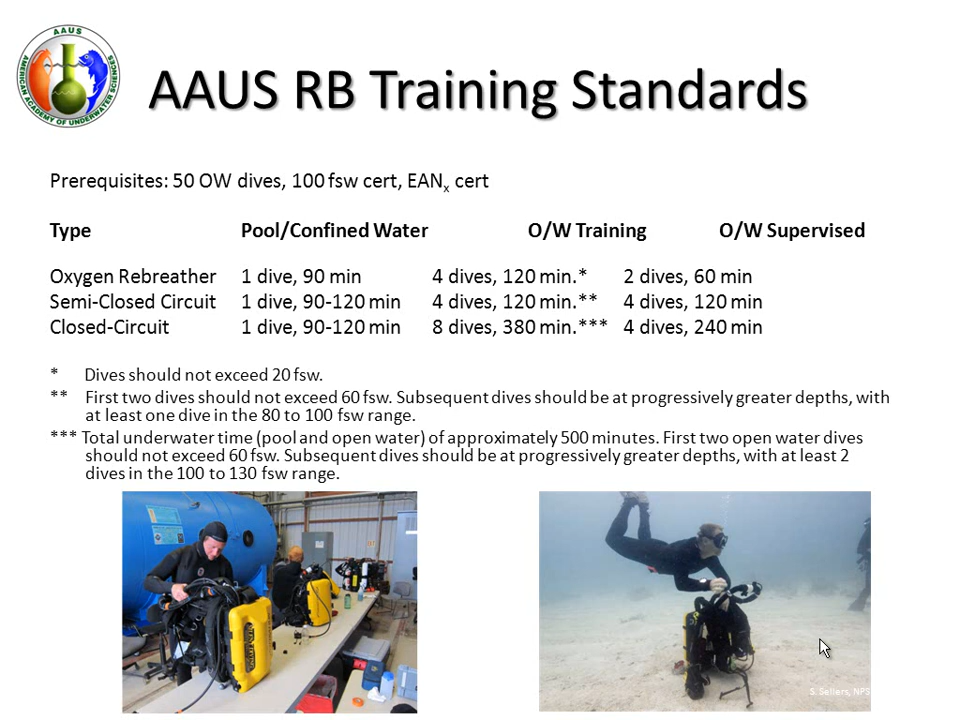 AAUS
AMERICAN ACADEMY OF UNDERWATER SCIENCES
AAUS RB Training Standards
Prerequisites: 50 OW dives, 100 fsw cert, EANx cert
Type Pool/Confined Water O/W Training O/W Supervised
Oxygen Rebreather 1 dive, 90 min 4 dives, 120 min.* 2 dives, 60 min
Semi-Closed Circuit 1 dive, 90-120 min 4 dives, 120 min.** 4 dives, 120 min
Closed-Circuit 1 dive, 90-120 min 8 dives, 380 min.*** 4 dives, 240 min
* Dives should not exceed 20 fsw.
** First two dives should not exceed 60 fsw. Subsequent dives should be at progressively greater depths, with
at least one dive in the 80 to 100 fsw range.
*** Total underwater time (pool and open water) of approximately 500 minutes. First two open water dives
should not exceed 60 fsw. Subsequent dives should be at progressively greater depths, with at least 2
dives in the 100 to 130 fsw range.
S. Sellers, NPS